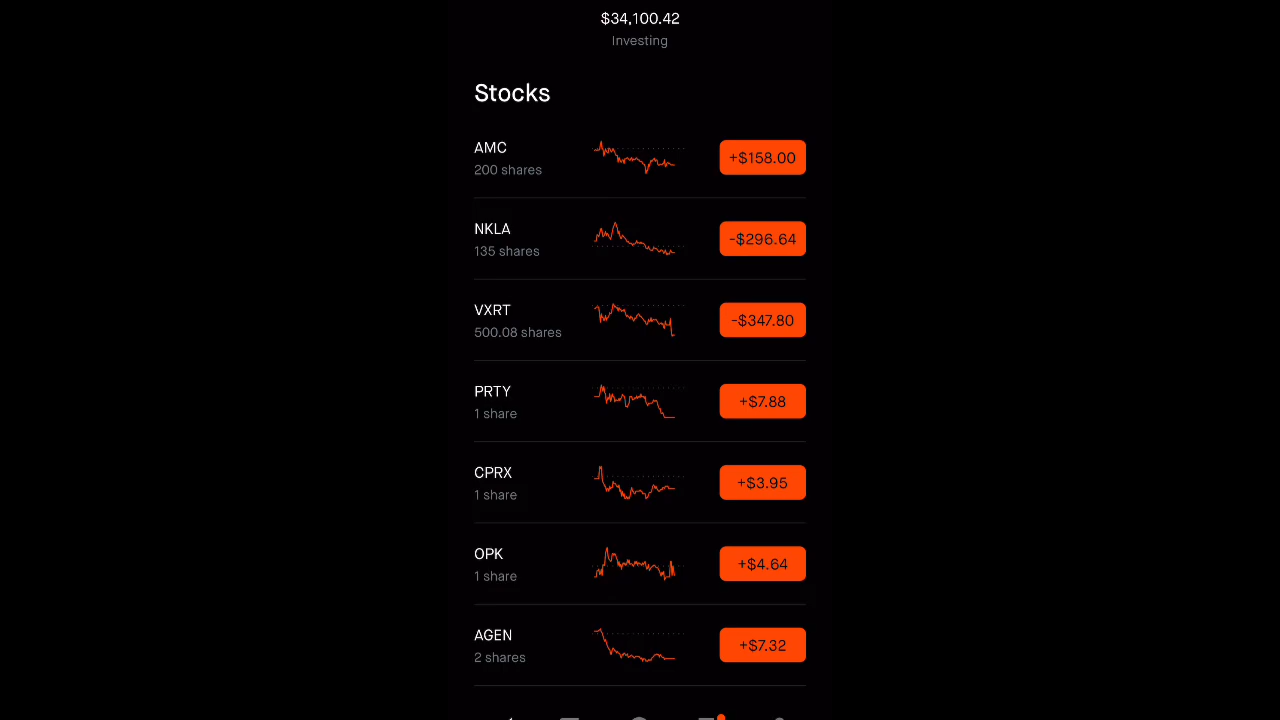 $34,100.42
Investing
Stocks
AMC
200 shares
+$158.00
NKLA
135 shares
-$296.64
VXRT
500.08 shares
-$347.80
PRTY
1 share
+$7.88
CPRX
1 share
+$3.95
OPK
1 share
+$4.64
AGEN
2 shares
+$7.32